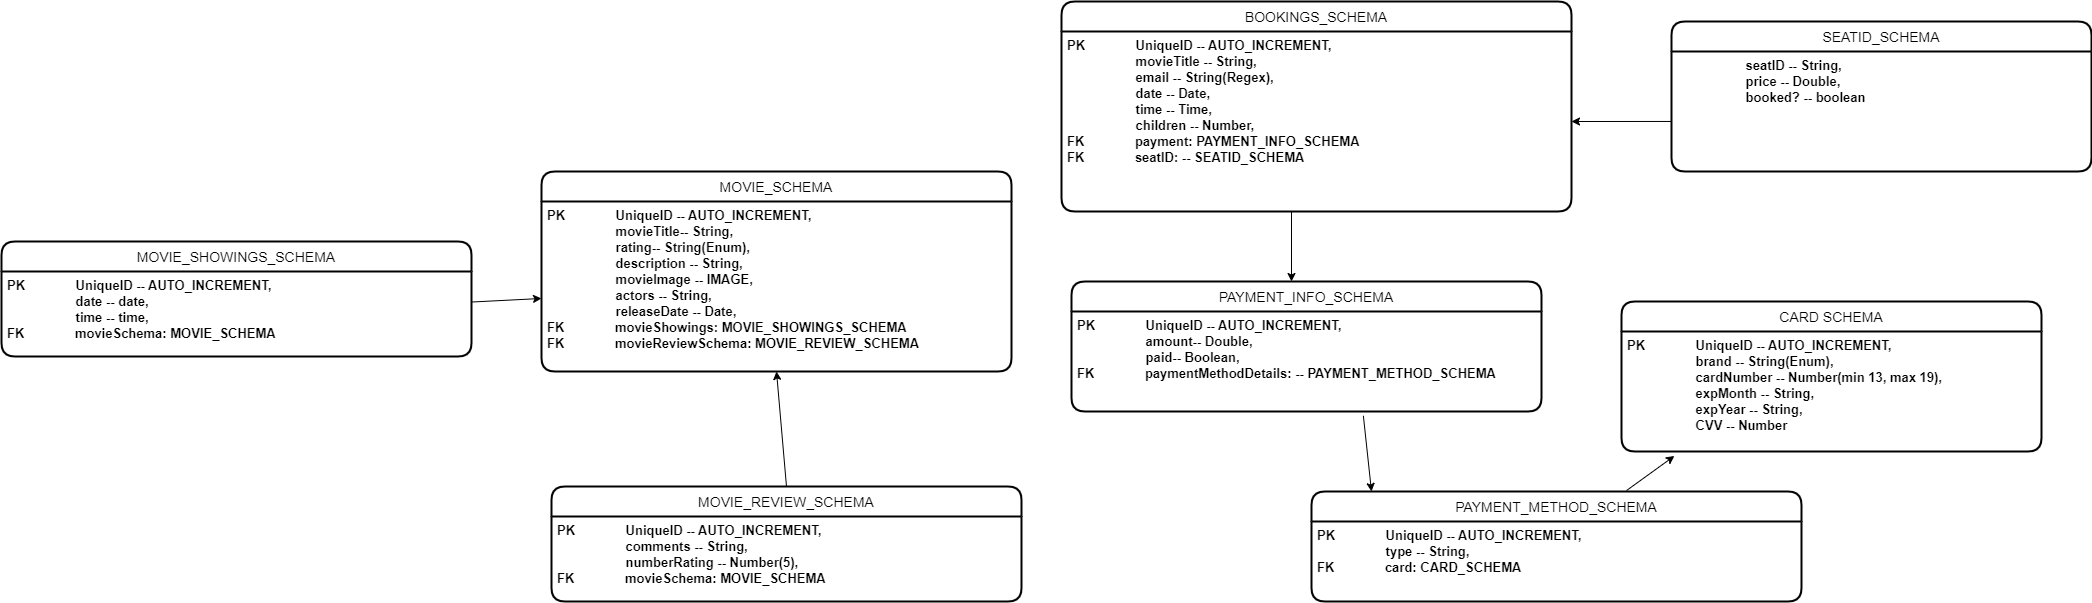 BOOKINGS_SCHEMA
PK UniqueID -- AUTO_INCREMENT,
movieTitle -- String,
email -- String(Regex),
date -- Date,
time -- Time,
children -- Number,
FK payment: PAYMENT_INFO_SCHEMA
FK seatID: -- SEATID_SCHEMA
SEATID_SCHEMA
seatID -- String,
price -- Double,
booked? -- boolean
MOVIE_SCHEMA
PK UniqueID -- AUTO_INCREMENT,
movieTitle-- String,
rating-- String(Enum),
description -- String,
movieImage -- IMAGE,
actors -- String,
releaseDate -- Date,
FK movieShowings: MOVIE_SHOWINGS_SCHEMA
FK movieReviewSchema: MOVIE_REVIEW_SCHEMA
MOVIE_SHOWINGS_SCHEMA
PK UniqueID -- AUTO_INCREMENT,
date -- date,
time -- time,
FK movieSchema: MOVIE_SCHEMA
PAYMENT_INFO_SCHEMA
PK UniqueID -- AUTO_INCREMENT,
amount-- Double,
paid-- Boolean,
FK paymentMethodDetails: -- PAYMENT_METHOD_SCHEMA
CARD SCHEMA
PK UniqueID -- AUTO_INCREMENT,
brand -- String(Enum),
cardNumber -- Number(min 13, max 19),
expMonth -- String,
expYear -- String,
CVV -- Number
MOVIE_REVIEW_SCHEMA
PK UniqueID -- AUTO_INCREMENT,
comments -- String,
numberRating -- Number(5),
FK movieSchema: MOVIE_SCHEMA
PAYMENT_METHOD_SCHEMA
PK UniqueID -- AUTO_INCREMENT,
type -- String,
FK card: CARD_SCHEMA